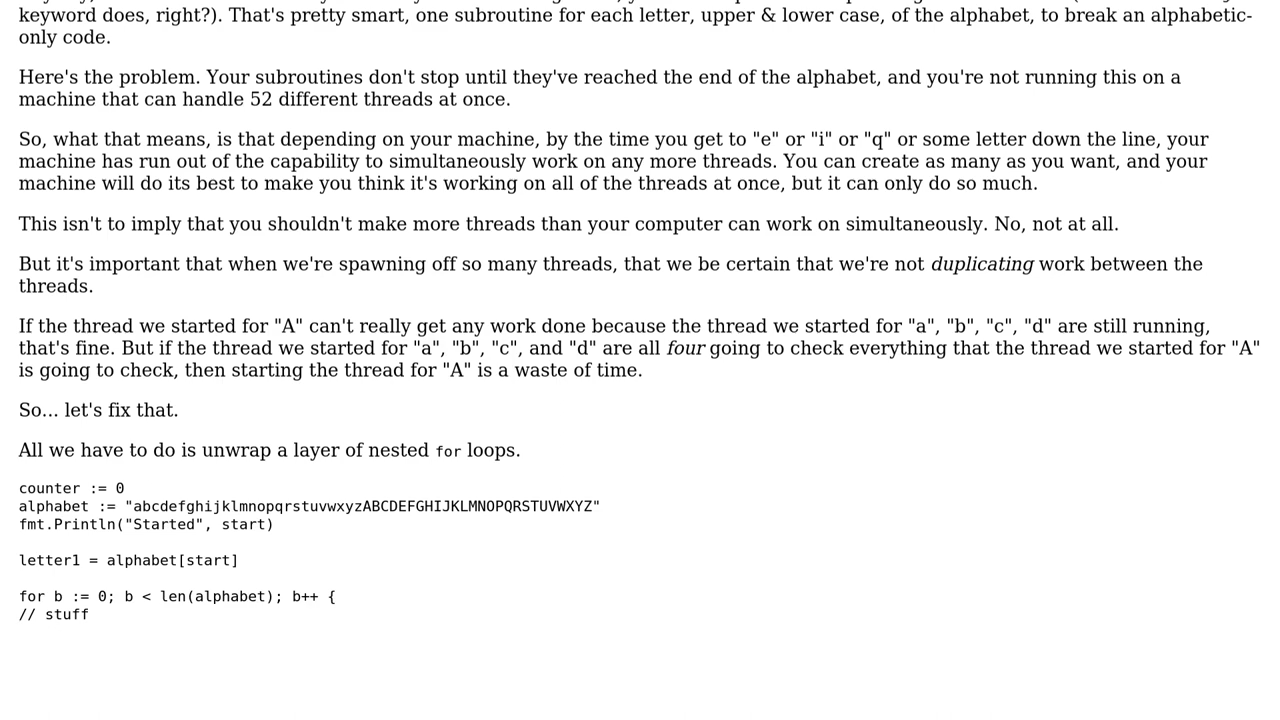 keyword does, right?). That's pretty smart, one subroutine for each letter, upper & lower case, of the alphabet, to break an alphabetic-
only code.
Here's the problem. Your subroutines don't stop until they've reached the end of the alphabet, and you're not running this on a
machine that can handle 52 different threads at once.
So, what that means, is that depending on your machine, by the time you get to "e" or "i" or "q" or some letter down the line, your
machine has run out of the capability to simultaneously work on any more threads. You can create as many as you want, and your
machine will do its best to make you think it's working on all of the threads at once, but it can only do so much.
This isn't to imply that you shouldn't make more threads than your computer can work on simultaneously. No, not at all.
But it's important that when we're spawning off so many threads, that we be certain that we're not duplicating work between the
threads.
If the thread we started for "A" can't really get any work done because the thread we started for "a", "b", "c", "d" are still running,
that's fine. But if the thread we started for "a", "b", "c", and "d" are all four going to check everything that the thread we started for "A"
is going to check, then starting the thread for "A" is a waste of time.
So... let's fix that.
All we have to do is unwrap a layer of nested for loops.
counter := 0
alphabet := "abcdefghijklmnopqrstuvwxyzABCDEFGHIJKLMNOPQRSTUVWXYZ"
fmt.Println("Started", start)
letter1 = alphabet[start]
for b := 0; b < len(alphabet); b++ {
// stuff